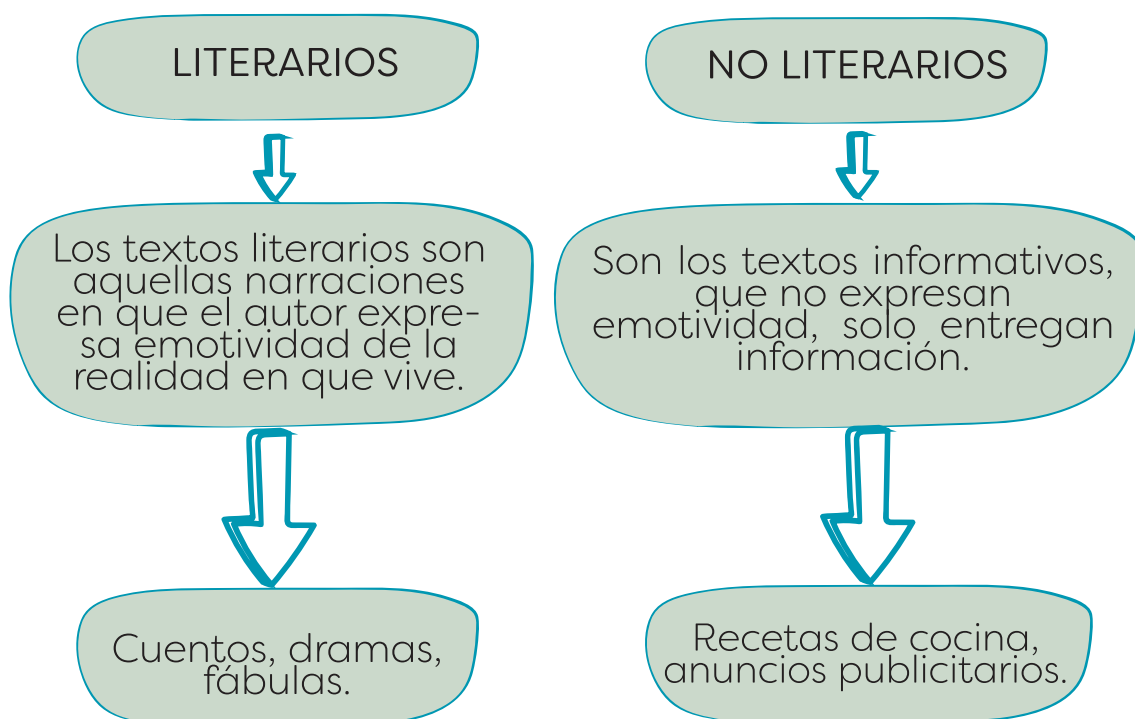 LITERARIOS
Los textos literarios son
aquellas narraciones
en que el autor expre-
sa emotividad de la
realidad en que vive.
Cuentos, dramas,
fábulas.
NO LITERARIOS
Son los textos informativos,
que no expresan
emotividad, solo entregan
información.
Recetas de cocina,
anuncios publicitarios.